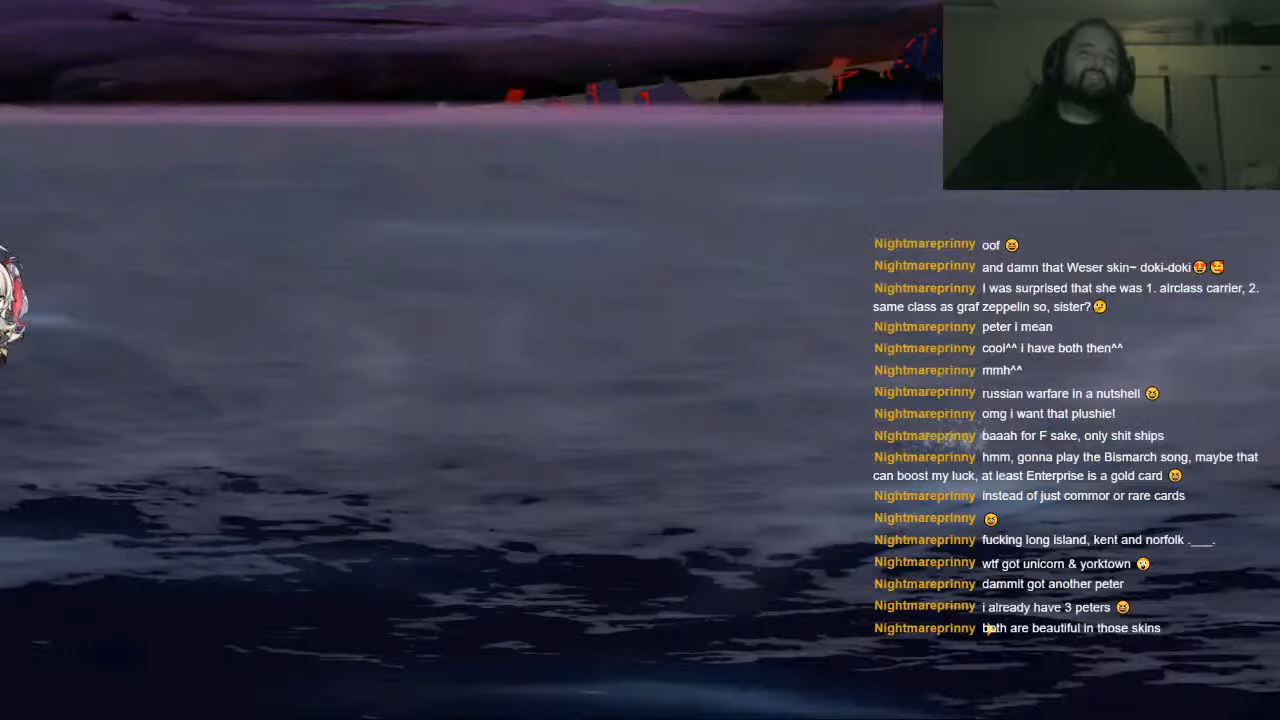 Nightmareprinny oof 😆
Nightmareprinny and damn that Weser skin~ doki-doki😍🥰
Nightmareprinny I was surprised that she was 1. airclass carrier, 2.
same class as graf zeppelin so, sister?🤔
Nightmareprinny peter i mean
Nightmareprinny cool^^ i have both then^^
Nightmareprinny mmh^^
Nightmareprinny russian warfare in a nutshell 😆
Nightmareprinny omg i want that plushie!
Nightmareprinny baaah for F sake, only shit ships
Nightmareprinny hmm, gonna play the Bismarch song, maybe that
can boost my luck, at least Enterprise is a gold card 😆
Nightmareprinny instead of just commor or rare cards
Nightmareprinny 😆
Nightmareprinny fucking long island, kent and norfolk .___.
Nightmareprinny wtf got unicorn & yorktown 😳
Nightmareprinny dammit got another peter
Nightmareprinny i already have 3 peters 😆
Nightmareprinny both are beautiful in those skins